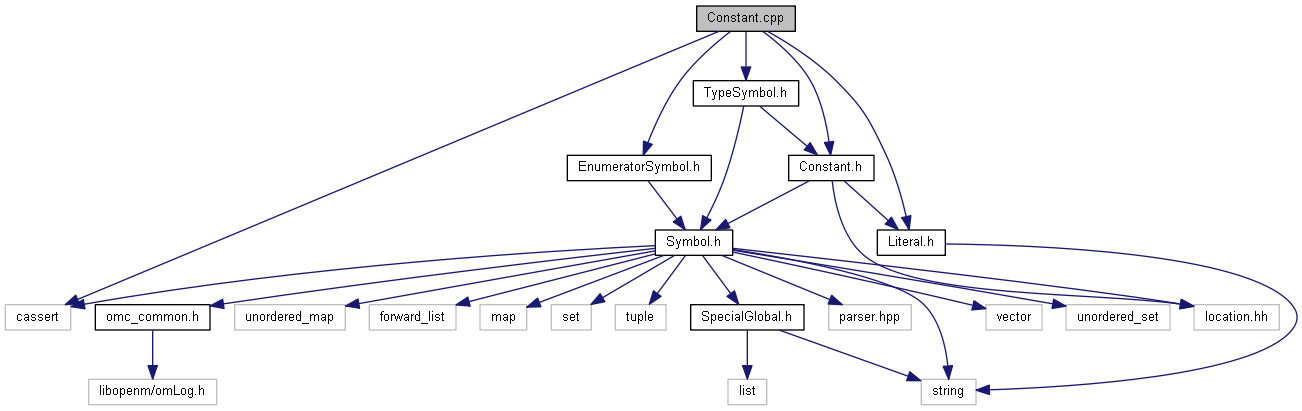 Constant.cpp
TypeSymbol.h
EnumeratorSymbol.h
Constant.h
Symbol.h
Literal.h
cassert
omc_common.h
unordered_map
forward_list
map
set
tuple
SpecialGlobal.h
parser.hpp
vector
unordered_set
location.hh
libopenm/omLog.h
list
string